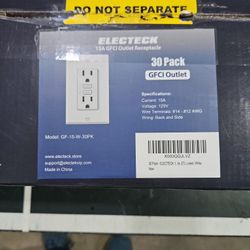 DO NOT SEPARATE
ELECTECK
15A GFCI Outlet Receptacle
30 Pack
GFCI Outlet
Specifications:
Current: 15A
Voltage: 125V
Wire Terminals: #14 - #12 AWG
Wiring: Back and Side
Model: GF-15-W-30PK
www.electeck.store
support@electeckvip.com
Made in China
New